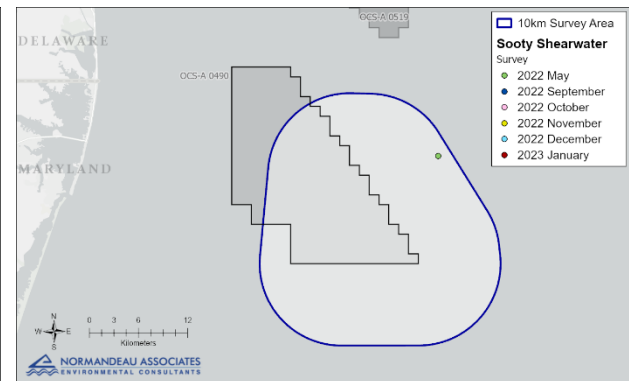 DELAWARE
MARYLAND
OCS-A 0519
OCS-A 0490
10km Survey Area
Sooty Shearwater
Survey
2022 May
2022 September
2022 October
2022 November
2022 December
2023 January
N
W E
S
0 3 6 12
Kilometers
NORMANDEAU ASSOCIATES
ENVIRONMENTAL CONSULTANTS